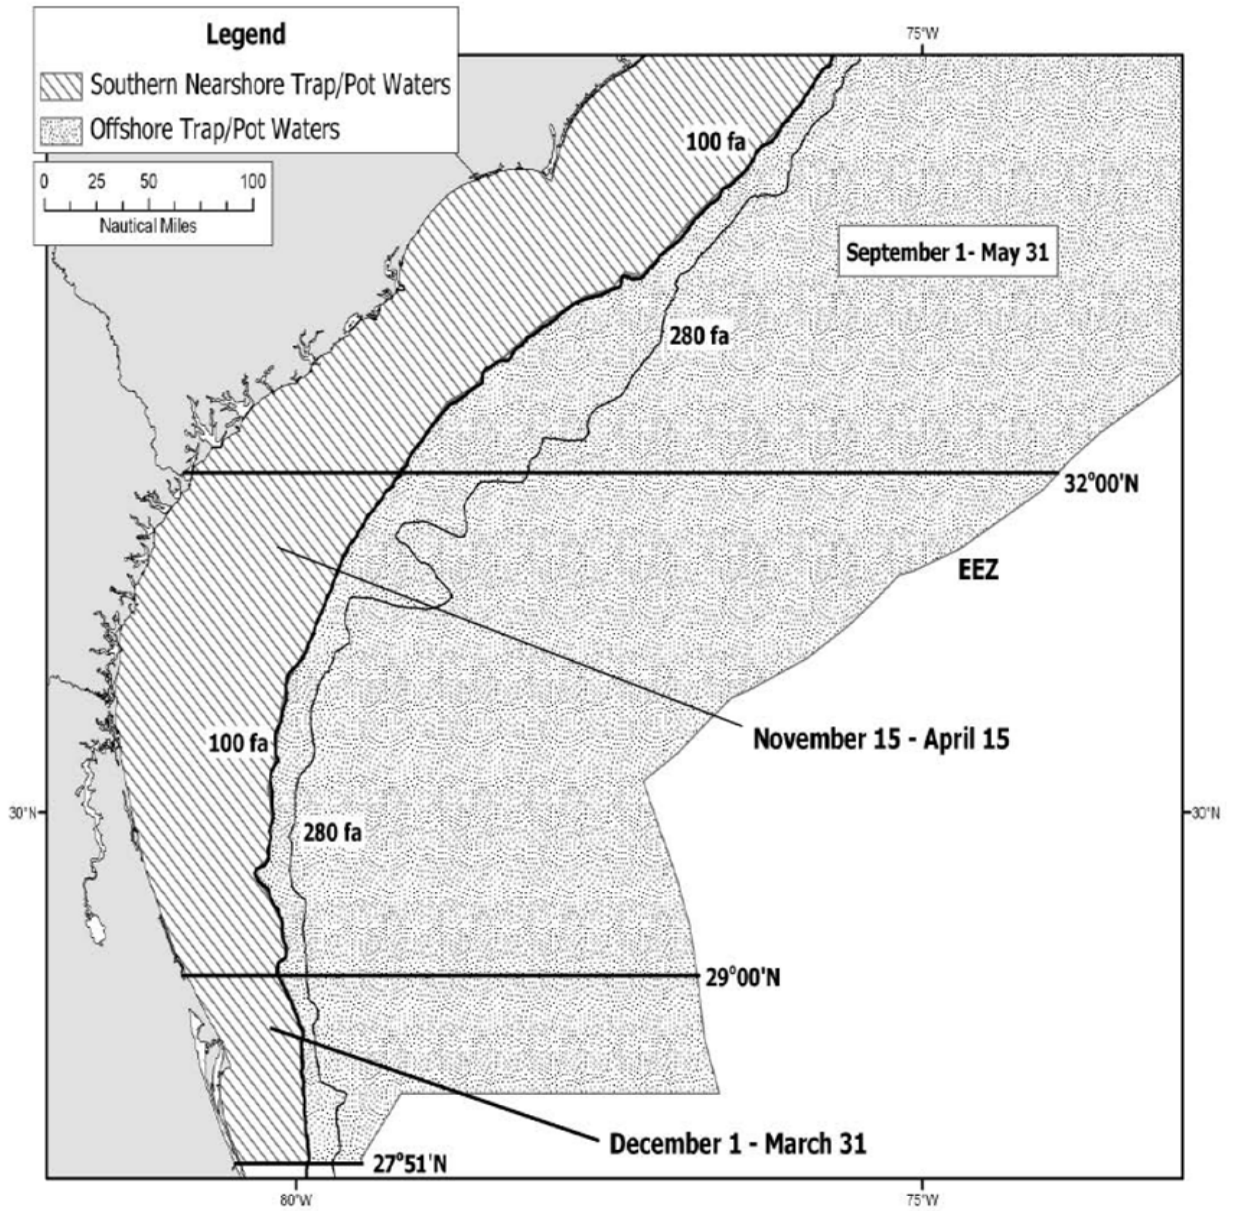 Legend
Southern Nearshore Trap/Pot Waters
Offshore Trap/Pot Waters
0 25 50 100
Nautical Miles
75°W
100 fa
September 1- May 31
280 fa
32°00'N
EEZ
November 15 - April 15
100 fa
30°N
30°N
280 fa
29°00'N
December 1 - March 31
27°51'N
80°W
75°W